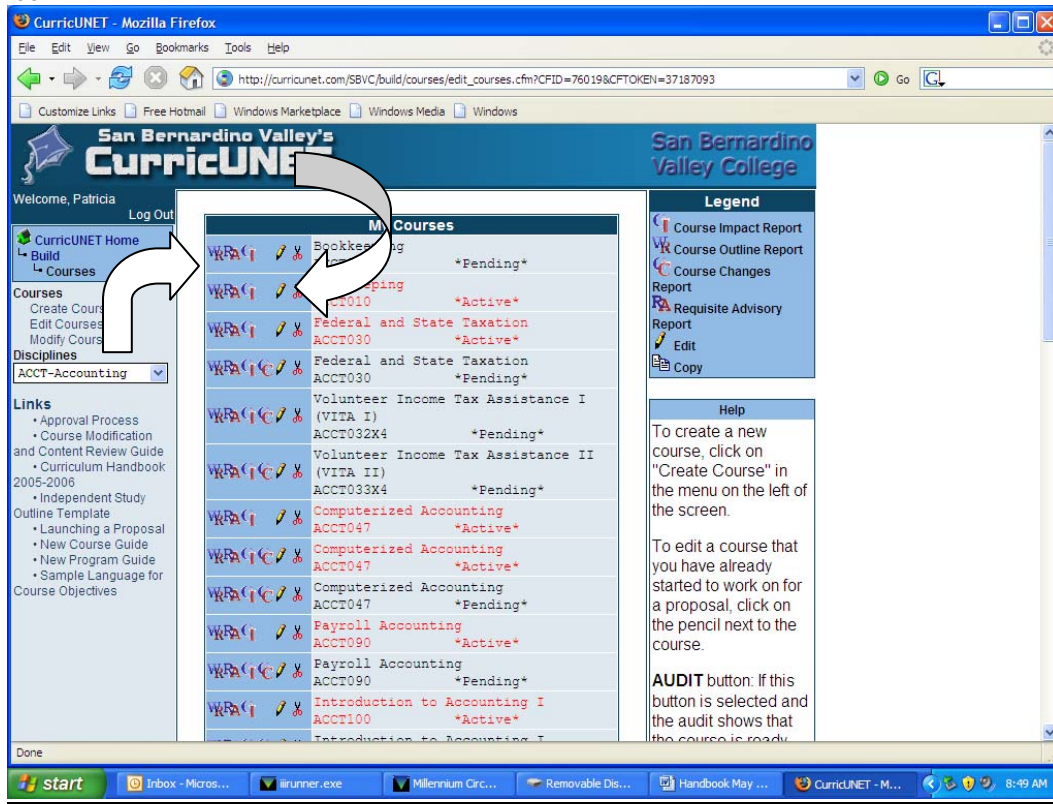 CurricUNET - Mozilla Firefox
File Edit View Go Bookmarks Tools Help
http://curricunet.com/SBVC/build/courses/edit_courses.cfm?CFID=76019&CFTOKEN=37187093
Go
Customize Links Free Hotmail Windows Marketplace Windows Media Windows
San Bernardino Valley's
CurricUNET
San Bernardino
Valley College
Welcome, Patricia
Log Out
CurricUNET Home
Build
Courses
Courses
Create
Edit Courses
Modify
Disciplines
ACCT-Accounting
Links
• Approval Process
• Course Modification
and Content Review Guide
• Curriculum Handbook
2005-2006
• Independent Study
Outline Template
• Launching a Proposal
• New Course Guide
• New Program Guide
• Sample Language for
Course Objectives
My Courses
*Pending*
ACCT010 *Active*
Federal and State Taxation
ACCT030 *Active*
Federal and State Taxation
ACCT030 *Pending*
Volunteer Income Tax Assistance I
(VITA I)
ACCT032X4 *Pending*
Volunteer Income Tax Assistance II
(VITA II)
ACCT033X4 *Pending*
Computerized Accounting
ACCT047 *Active*
Computerized Accounting
ACCT047 *Active*
Computerized Accounting
ACCT047 *Pending*
Payroll Accounting
ACCT090 *Active*
Payroll Accounting
ACCT090 *Pending*
Introduction to Accounting I
ACCT100 *Active*
Introduction to Accounting I
Legend
Course Impact Report
Course Outline Report
Course Changes
Report
Requisite Advisory
Report
Edit
Copy
Help
To create a new
course, click on
"Create Course" in
the menu on the left of
the screen.
To edit a course that
you have already
started to work on for
a proposal, click on
the pencil next to the
course.
AUDIT button: If this
button is selected and
the audit shows that
the course is ready
Done
start Inbox - Micros... iiirunner.exe Millennium Circ... Removable Dis... Handbook May ... CurricUNET - M... 8:49 AM